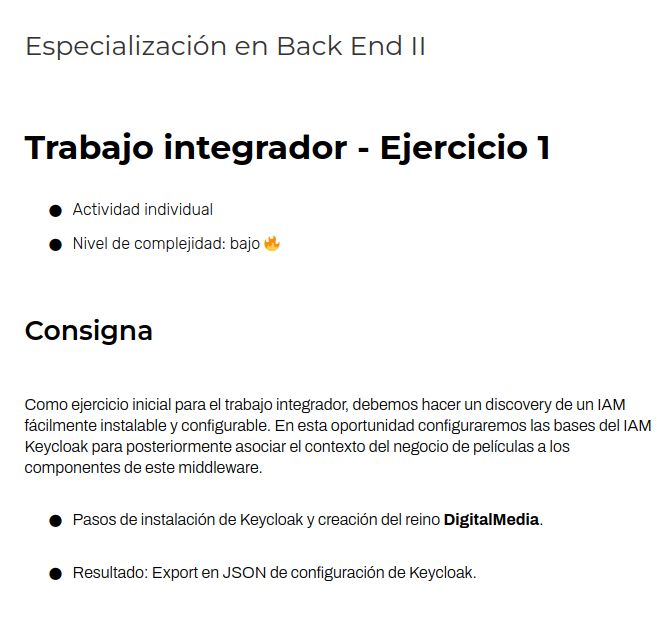 Especialización en Back End II
Trabajo integrador - Ejercicio 1
● Actividad individual
● Nivel de complejidad: bajo 🔥
Consigna
Como ejercicio inicial para el trabajo integrador, debemos hacer un discovery de un IAM
fácilmente instalable y configurable. En esta oportunidad configuraremos las bases del IAM
Keycloak para posteriormente asociar el contexto del negocio de películas a los
componentes de este middleware.
● Pasos de instalación de Keycloak y creación del reino DigitalMedia.
● Resultado: Export en JSON de configuración de Keycloak.